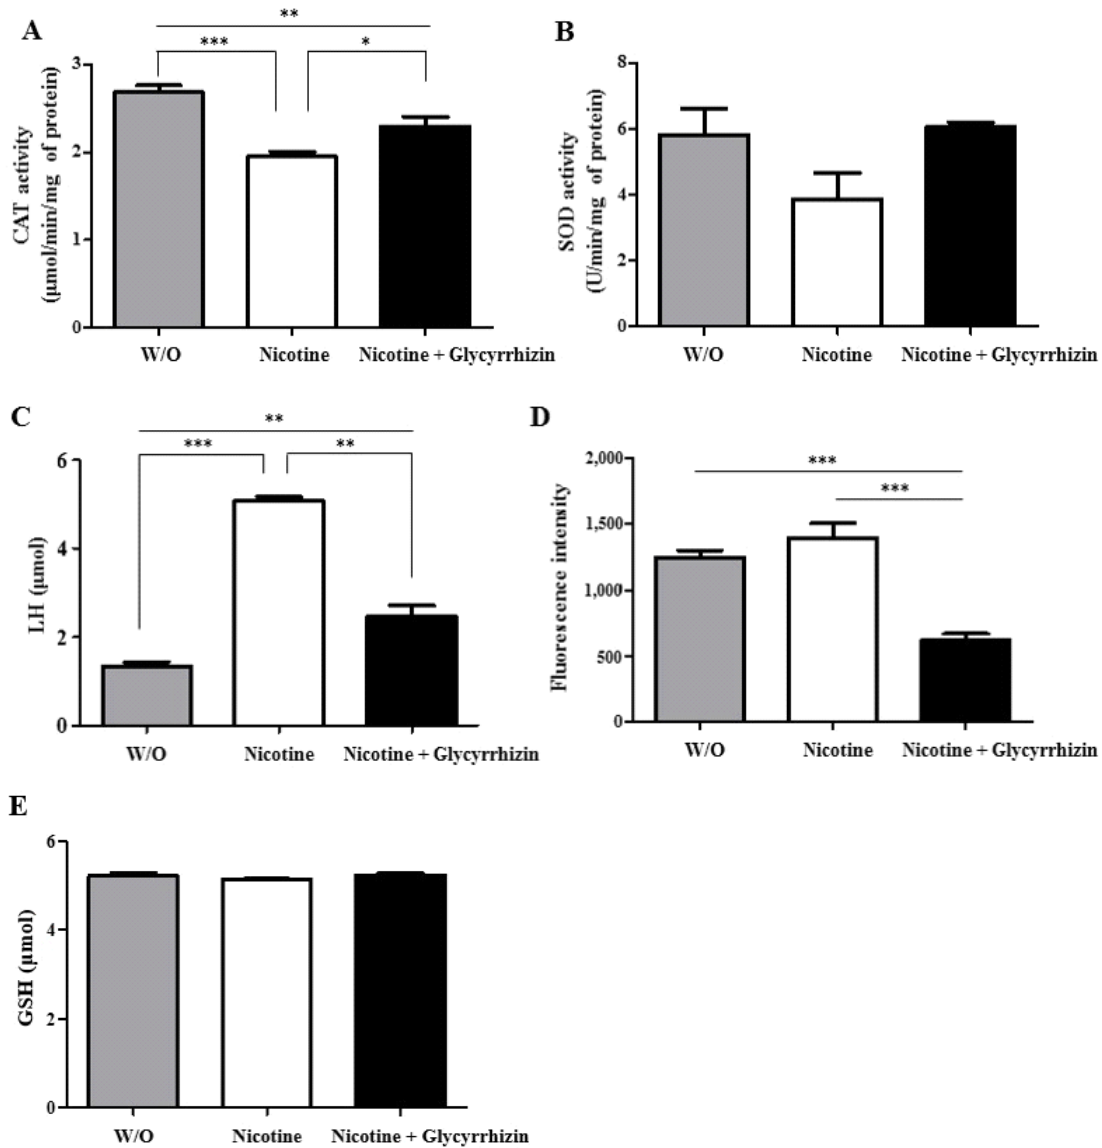 A
**
***
*
CAT activity
(μmol/min/mg of protein)
3
2
1
0
W/O
Nicotine
Nicotine + Glycyrrhizin
B
SOD activity
(U/min/mg of protein)
8
6
4
2
0
W/O
Nicotine
Nicotine + Glycyrrhizin
C
**
***
**
LH (μmol)
6
4
2
0
W/O
Nicotine
Nicotine + Glycyrrhizin
D
***
***
Fluorescence intensity
2,000
1,500
1,000
500
0
W/O
Nicotine
Nicotine + Glycyrrhizin
E
GSH (μmol)
6
4
2
0
W/O
Nicotine
Nicotine + Glycyrrhizin